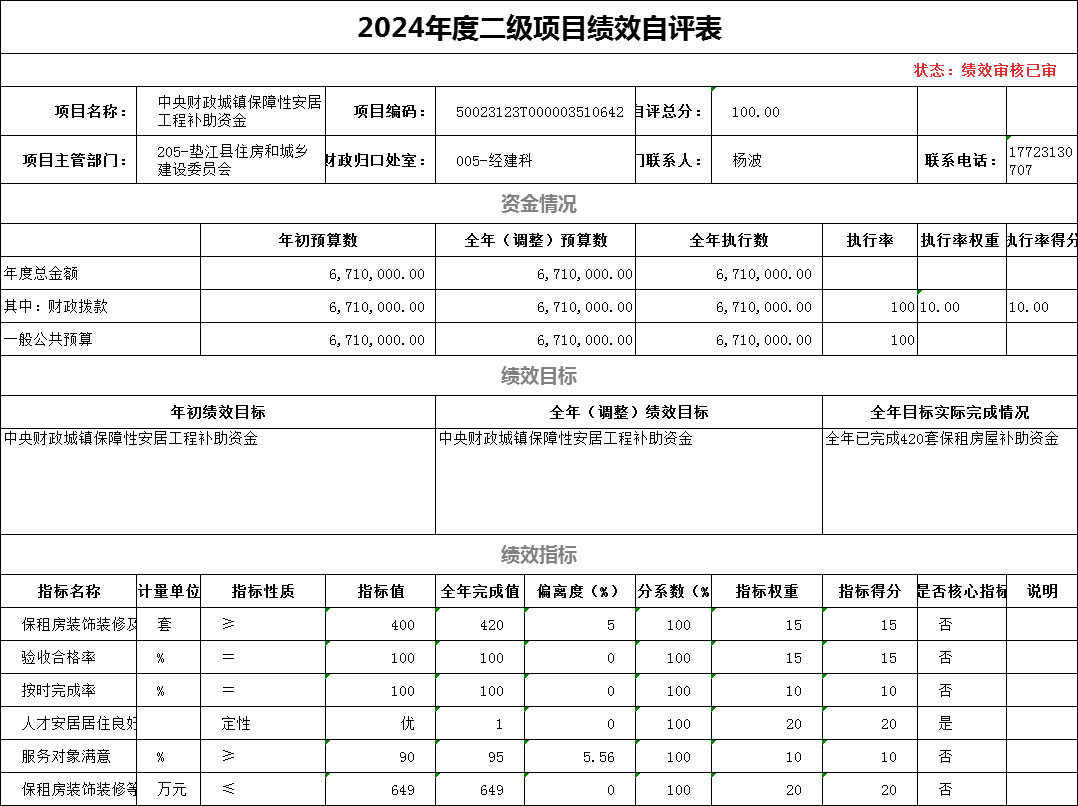 2024年度二级项目绩效自评表
状态：绩效审核已审
项目名称： 中央财政城镇保障性安居工程补助资金 项目编码： 50023123T000003510642 自评总分： 100.00
项目主管部门： 205-垫江县住房和城乡建设委员会 财政归口处室： 005-经建科 门联系人： 杨波 联系电话： 17723130707
资金情况
年初预算数 全年（调整）预算数 全年执行数 执行率 执行率权重 执行率得分
年度总金额 6,710,000.00 6,710,000.00 6,710,000.00
其中：财政拨款 6,710,000.00 6,710,000.00 6,710,000.00 100 10.00 10.00
一般公共预算 6,710,000.00 6,710,000.00 6,710,000.00 100
绩效目标
年初绩效目标 全年（调整）绩效目标 全年目标实际完成情况
中央财政城镇保障性安居工程补助资金 中央财政城镇保障性安居工程补助资金 全年已完成420套保租房屋补助资金
绩效指标
指标名称 计量单位 指标性质 指标值 全年完成值 偏离度（%） 分系数（% 指标权重 指标得分 是否核心指标 说明
保租房装饰装修及 套 ≥ 400 420 5 100 15 15 否
验收合格率 % ＝ 100 100 0 100 15 15 否
按时完成率 % ＝ 100 100 0 100 10 10 否
人才安居居住良好 定性 优 1 0 100 20 20 是
服务对象满意 % ≥ 90 95 5.56 100 10 10 否
保租房装饰装修等 万元 ≤ 649 649 0 100 20 20 否